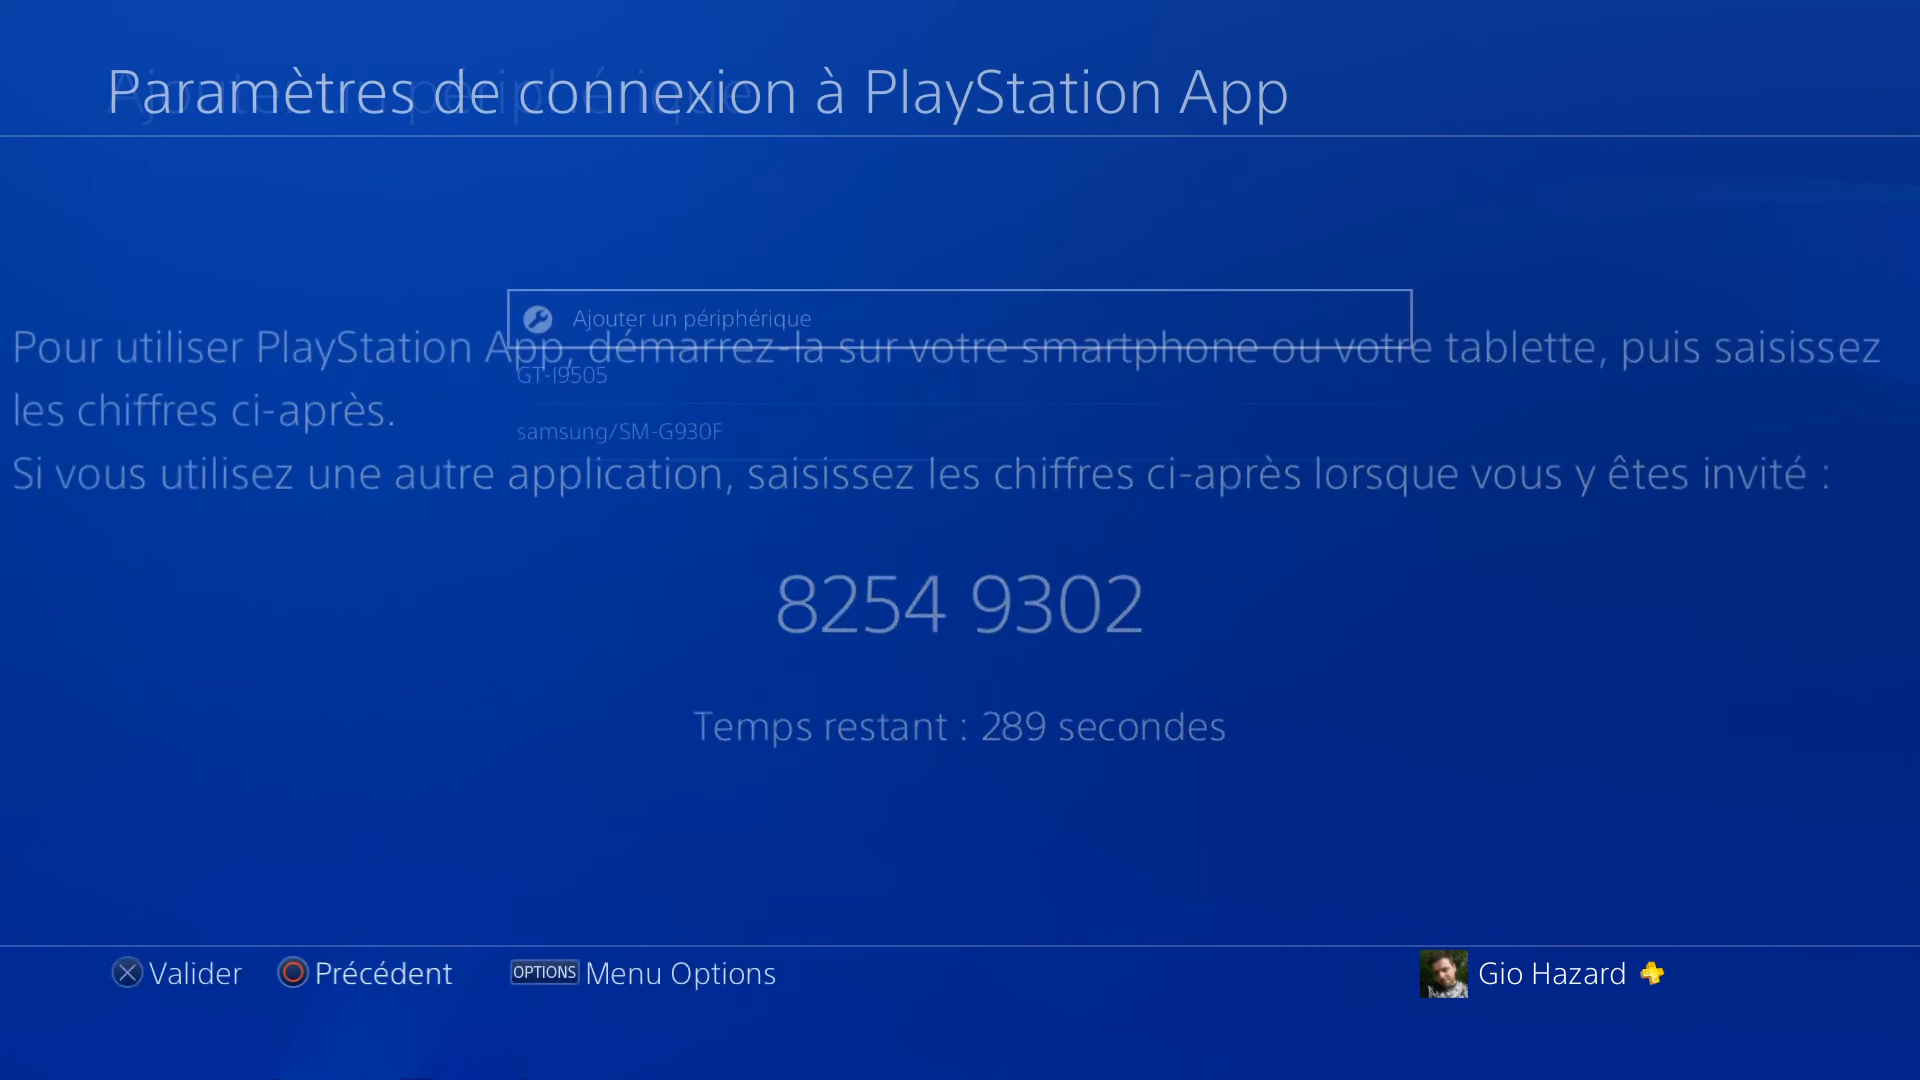 Paramètres de connexion à PlayStation App
Ajouter un périphérique
Ajouter un périphérique
Pour utiliser PlayStation App, démarrez-la sur votre smartphone ou votre tablette, puis saisissez
GT-I9505
les chiffres ci-après.
samsung/SM-G930F
Si vous utilisez une autre application, saisissez les chiffres ci-après lorsque vous y êtes invité :
8254 9302
Temps restant : 289 secondes
Valider Précédent OPTIONS Menu Options Gio Hazard